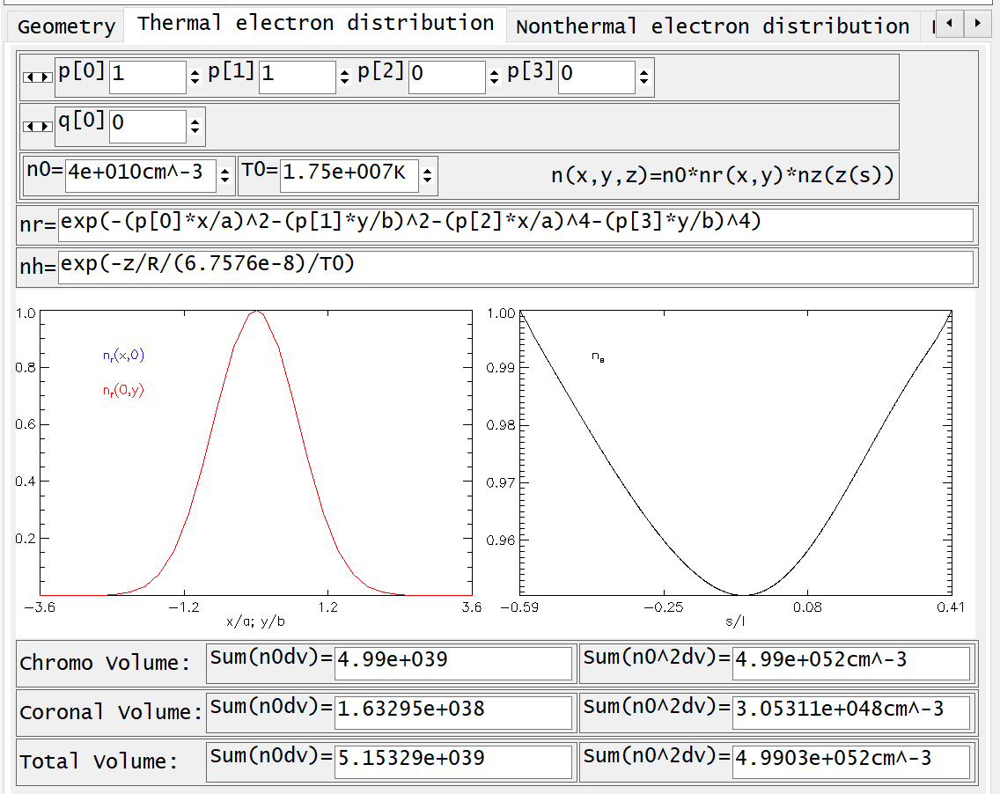 Geometry Thermal electron distribution Nonthermal electron distribution
p[0] 1 p[1] 1 p[2] 0 p[3] 0
q[0] 0
n0= 4e+010cm^-3 T0= 1.75e+007K n(x,y,z)=n0*nr(x,y)*nz(z(s))
nr= exp(-(p[0]*x/a)^2-(p[1]*y/b)^2-(p[2]*x/a)^4-(p[3]*y/b)^4)
nh= exp(-z/R/(6.7576e-8)/T0)
1.0
0.8
0.6
0.4
0.2
nr(x,0)
nr(0,y)
-3.6 -1.2 1.2 3.6
x/a; y/b
1.00
0.99
0.98
0.97
0.96
-0.59 -0.25 0.08 0.41
s/l
Chromo Volume: Sum(n0dv)= 4.99e+039 Sum(n0^2dv)= 4.99e+052cm^-3
Coronal Volume: Sum(n0dv)= 1.63295e+038 Sum(n0^2dv)= 3.05311e+048cm^-3
Total Volume: Sum(n0dv)= 5.15329e+039 Sum(n0^2dv)= 4.9903e+052cm^-3